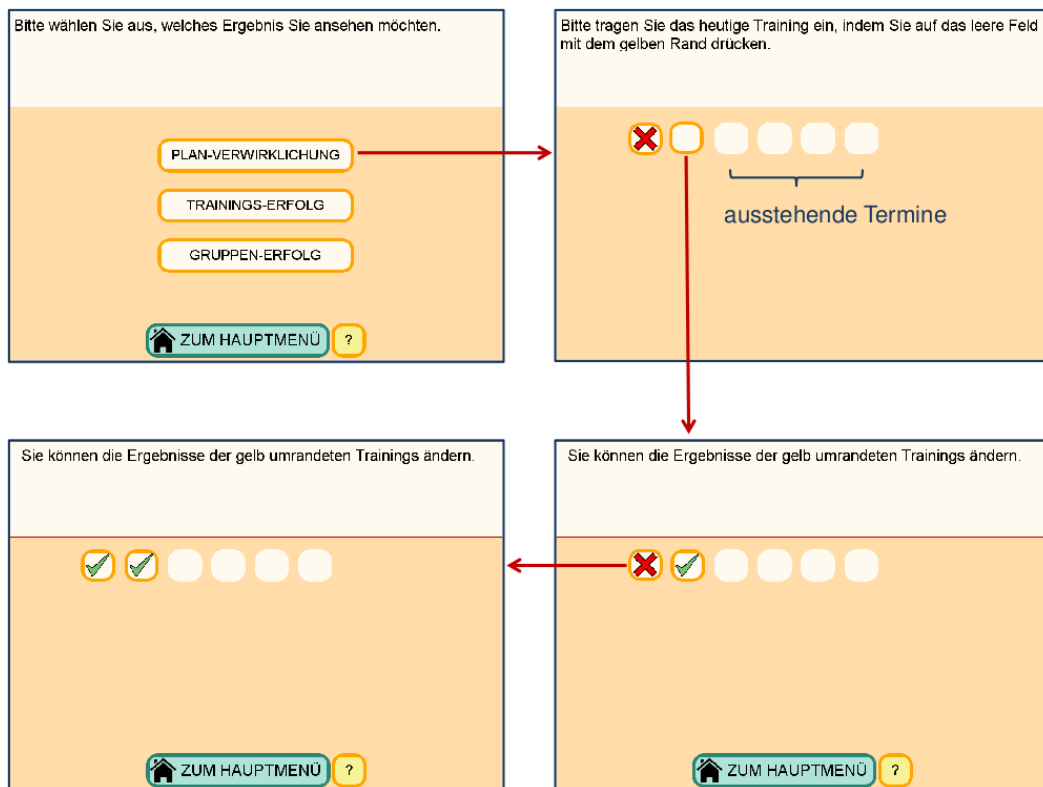 Bitte wählen Sie aus, welches Ergebnis Sie ansehen möchten.
PLAN-VERWIRKLICHUNG
TRAININGS-ERFOLG
GRUPPEN-ERFOLG
ZUM HAUPTMENÜ ?
Bitte tragen Sie das heutige Training ein, indem Sie auf das leere Feld
mit dem gelben Rand drücken.
ausstehende Termine
Sie können die Ergebnisse der gelb umrandeten Trainings ändern.
ZUM HAUPTMENÜ ?
Sie können die Ergebnisse der gelb umrandeten Trainings ändern.
ZUM HAUPTMENÜ ?